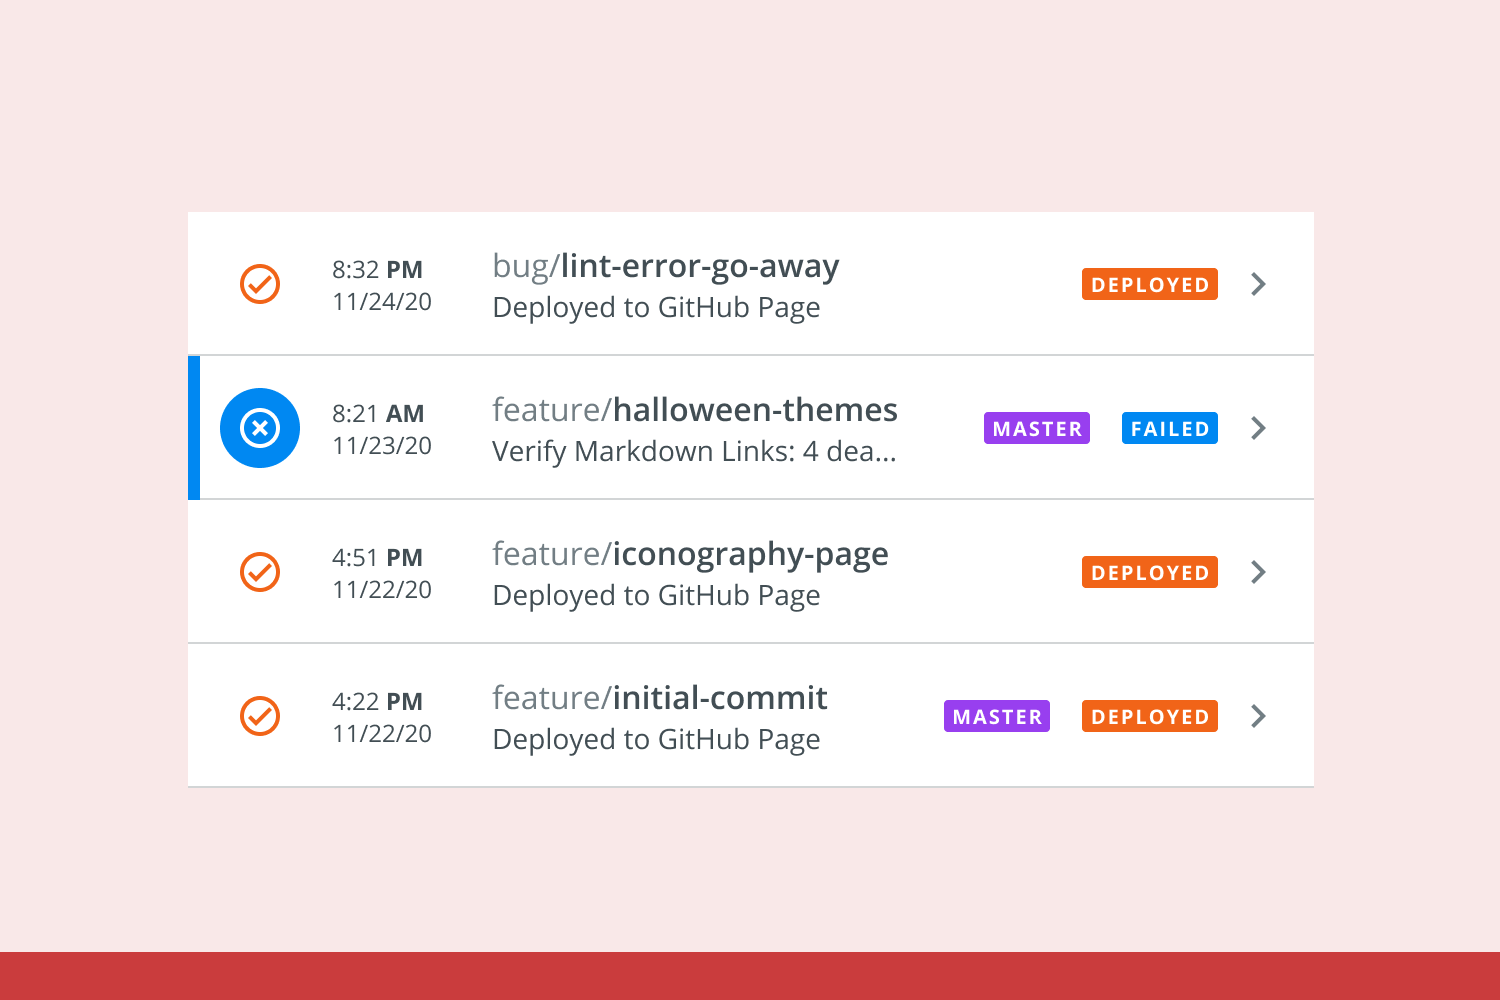 8:32 PM
11/24/20
bug/lint-error-go-away
Deployed to GitHub Page
DEPLOYED
8:21 AM
11/23/20
feature/halloween-themes
Verify Markdown Links: 4 dea...
MASTER
FAILED
4:51 PM
11/22/20
feature/iconography-page
Deployed to GitHub Page
DEPLOYED
4:22 PM
11/22/20
feature/initial-commit
Deployed to GitHub Page
MASTER
DEPLOYED